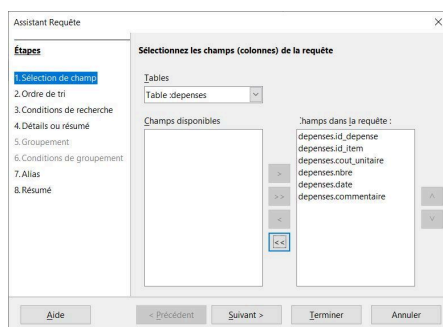 Assistant Requête
Étapes
1. Sélection de champ
2. Ordre de tri
3. Conditions de recherche
4. Détails ou résumé
5. Groupement
6. Conditions de groupement
7. Alias
8. Résumé
Sélectionnez les champs (colonnes) de la requête
Tables
Table :depenses
Champs disponibles
>
>>
<
<<
Champs dans la requête :
depenses.id_depense
depenses.id_item
depenses.cout_unitaire
depenses.nbre
depenses.date
depenses.commentaire
Aide
< Précédent
Suivant >
Terminer
Annuler